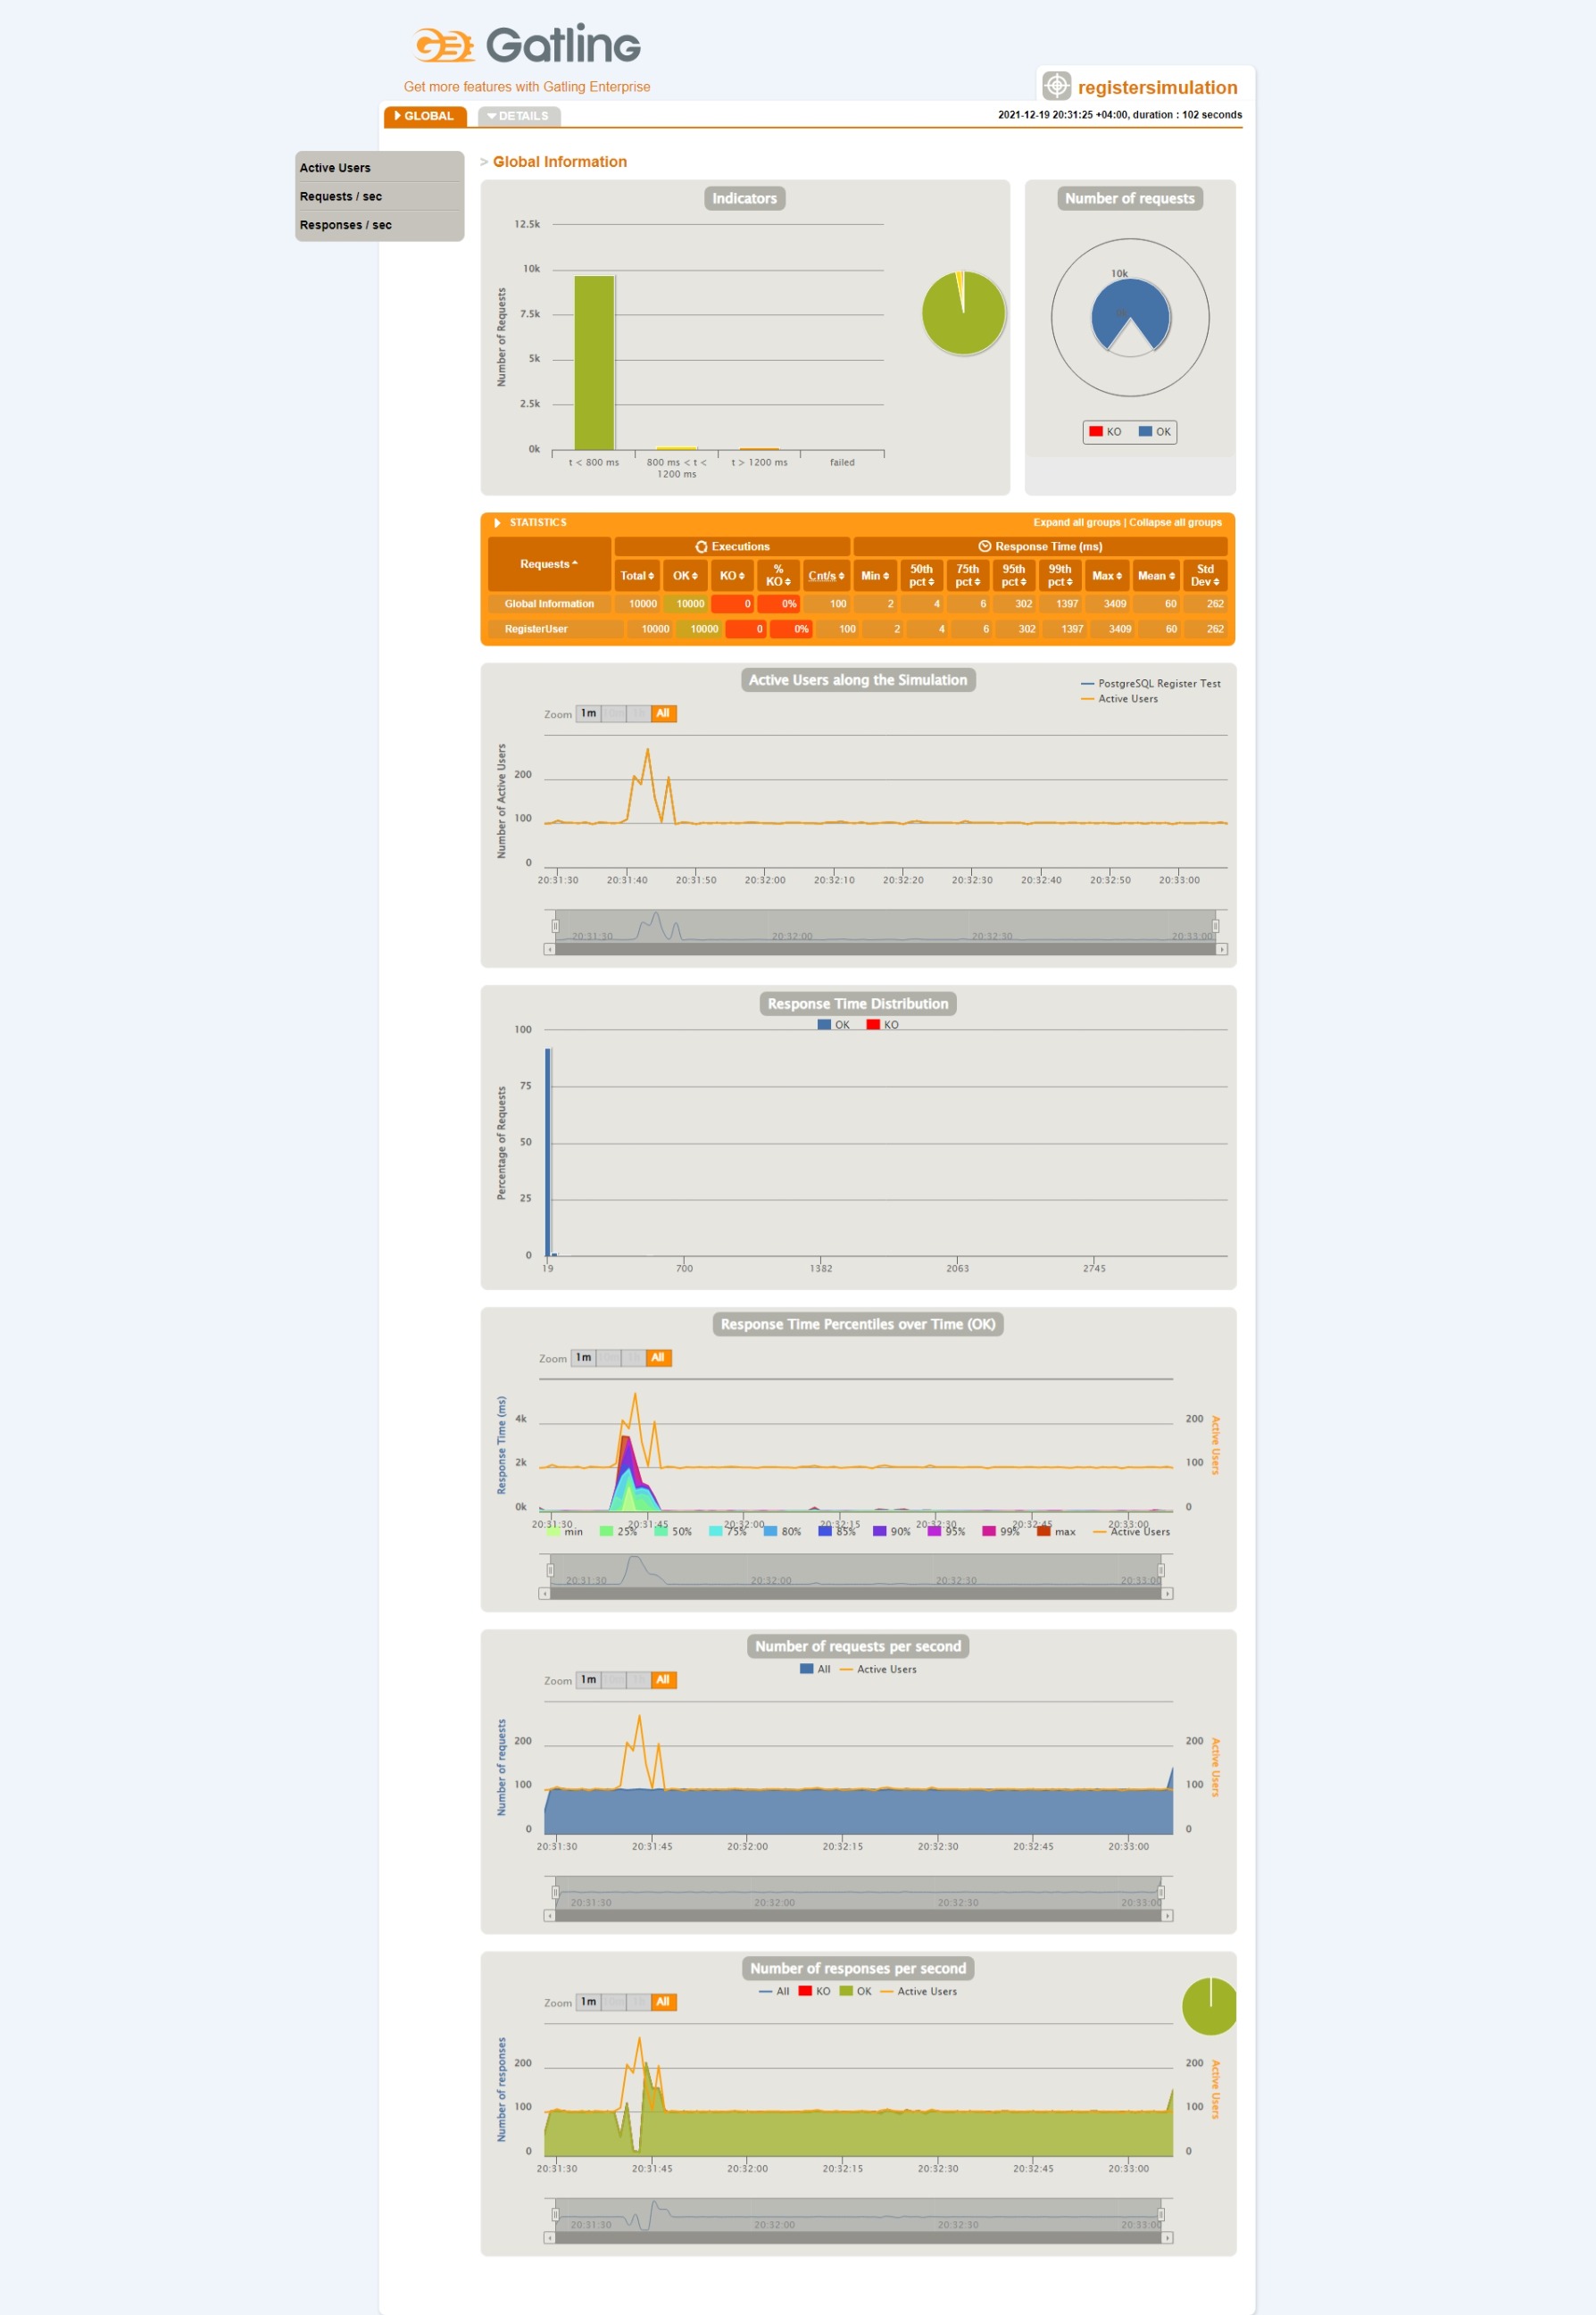 Gatling
Get more features with Gatling Enterprise
registersimulation
GLOBAL
DETAILS
2021-12-19 20:31:25 +04:00, duration : 102 seconds
Active Users
Requests / sec
Responses / sec
> Global Information
Indicators
Number of Requests
12.5k
10k
7.5k
5k
2.5k
0k
t < 800 ms
800 ms < t <
1200 ms
t > 1200 ms
failed
Number of requests
10k
KO
OK
STATISTICS
Expand all groups | Collapse all groups
Requests
Executions
Response Time (ms)
Total OK KO % KO Cnt/s Min 50th pct 75th pct 95th pct 99th pct Max Mean Std Dev
Global Information 10000 10000 0 0% 100 2 4 6 302 1397 3409 60 262
RegisterUser 10000 10000 0 0% 100 2 4 6 302 1397 3409 60 262
Active Users along the Simulation
PostgreSQL Register Test
Active Users
Zoom 1m All
Number of Active Users
200
100
0
20:31:30 20:31:40 20:31:50 20:32:00 20:32:10 20:32:20 20:32:30 20:32:40 20:32:50 20:33:00
20:31:30 20:32:00 20:32:30 20:33:00
Response Time Distribution
OK KO
Percentage of Requests
100
75
50
25
0
19 700 1382 2063 2745
Response Time Percentiles over Time (OK)
Zoom 1m All
Response Time (ms)
4k
2k
0k
Active Users
200
100
0
20:31:30 20:31:45 20:32:00 20:32:15 20:32:30 20:32:45 20:33:00
min 25% 50% 75% 80% 85% 90% 95% 99% max Active Users
20:31:30 20:32:00 20:32:30 20:33:00
Number of requests per second
All Active Users
Zoom 1m All
Number of requests
200
100
0
Active Users
200
100
0
20:31:30 20:31:45 20:32:00 20:32:15 20:32:30 20:32:45 20:33:00
20:31:30 20:32:00 20:32:30 20:33:00
Number of responses per second
All KO OK Active Users
Zoom 1m All
Number of responses
200
100
0
Active Users
200
100
0
20:31:30 20:31:45 20:32:00 20:32:15 20:32:30 20:32:45 20:33:00
20:31:30 20:32:00 20:32:30 20:33:00